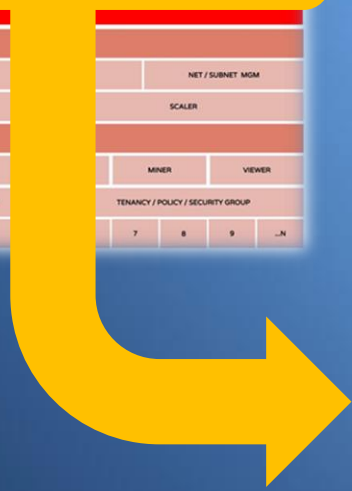 NET / SUBNET MGM
SCALER
MINER VIEWER
TENANCY / POLICY / SECURITY GROUP
7 8 9 ...N